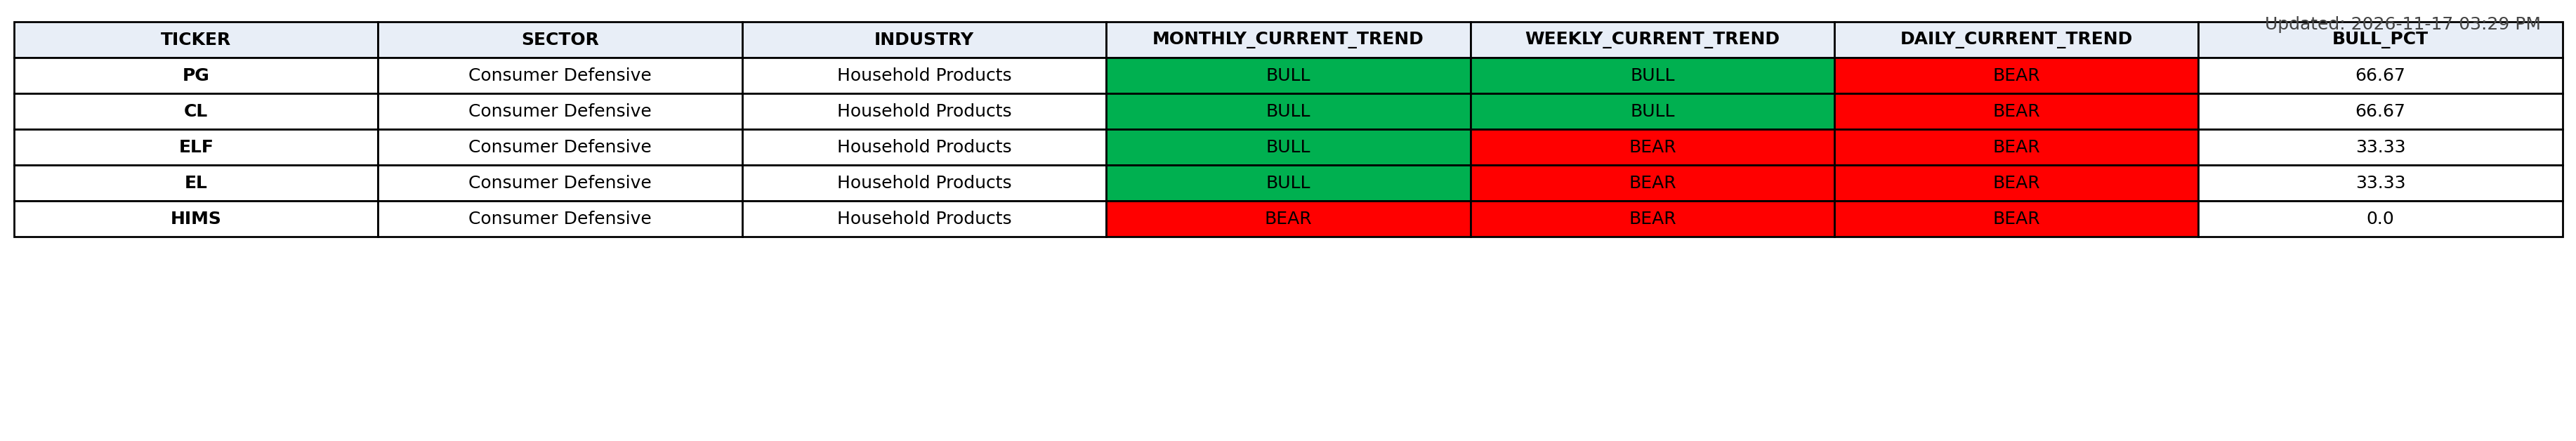 Updated: 2026-11-17 03:29 PM
TICKER SECTOR INDUSTRY MONTHLY_CURRENT_TREND WEEKLY_CURRENT_TREND DAILY_CURRENT_TREND BULL_PCT
PG Consumer Defensive Household Products BULL BULL BEAR 66.67
CL Consumer Defensive Household Products BULL BULL BEAR 66.67
ELF Consumer Defensive Household Products BULL BEAR BEAR 33.33
EL Consumer Defensive Household Products BULL BEAR BEAR 33.33
HIMS Consumer Defensive Household Products BEAR BEAR BEAR 0.0